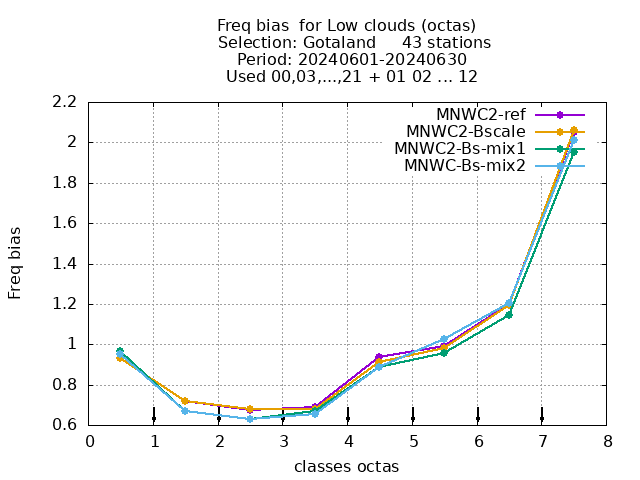 Freq bias  for Low clouds (octas)
Selection: Gotaland     43 stations
Period: 20240601-20240630
Used 00,03,...,21 + 01 02 ... 12
MNWC2-ref
MNWC2-Bscale
MNWC2-Bs-mix1
MNWC-Bs-mix2
Freq bias
2.2
2
1.8
1.6
1.4
1.2
1
0.8
0.6
0 1 2 3 4 5 6 7 8
classes octas